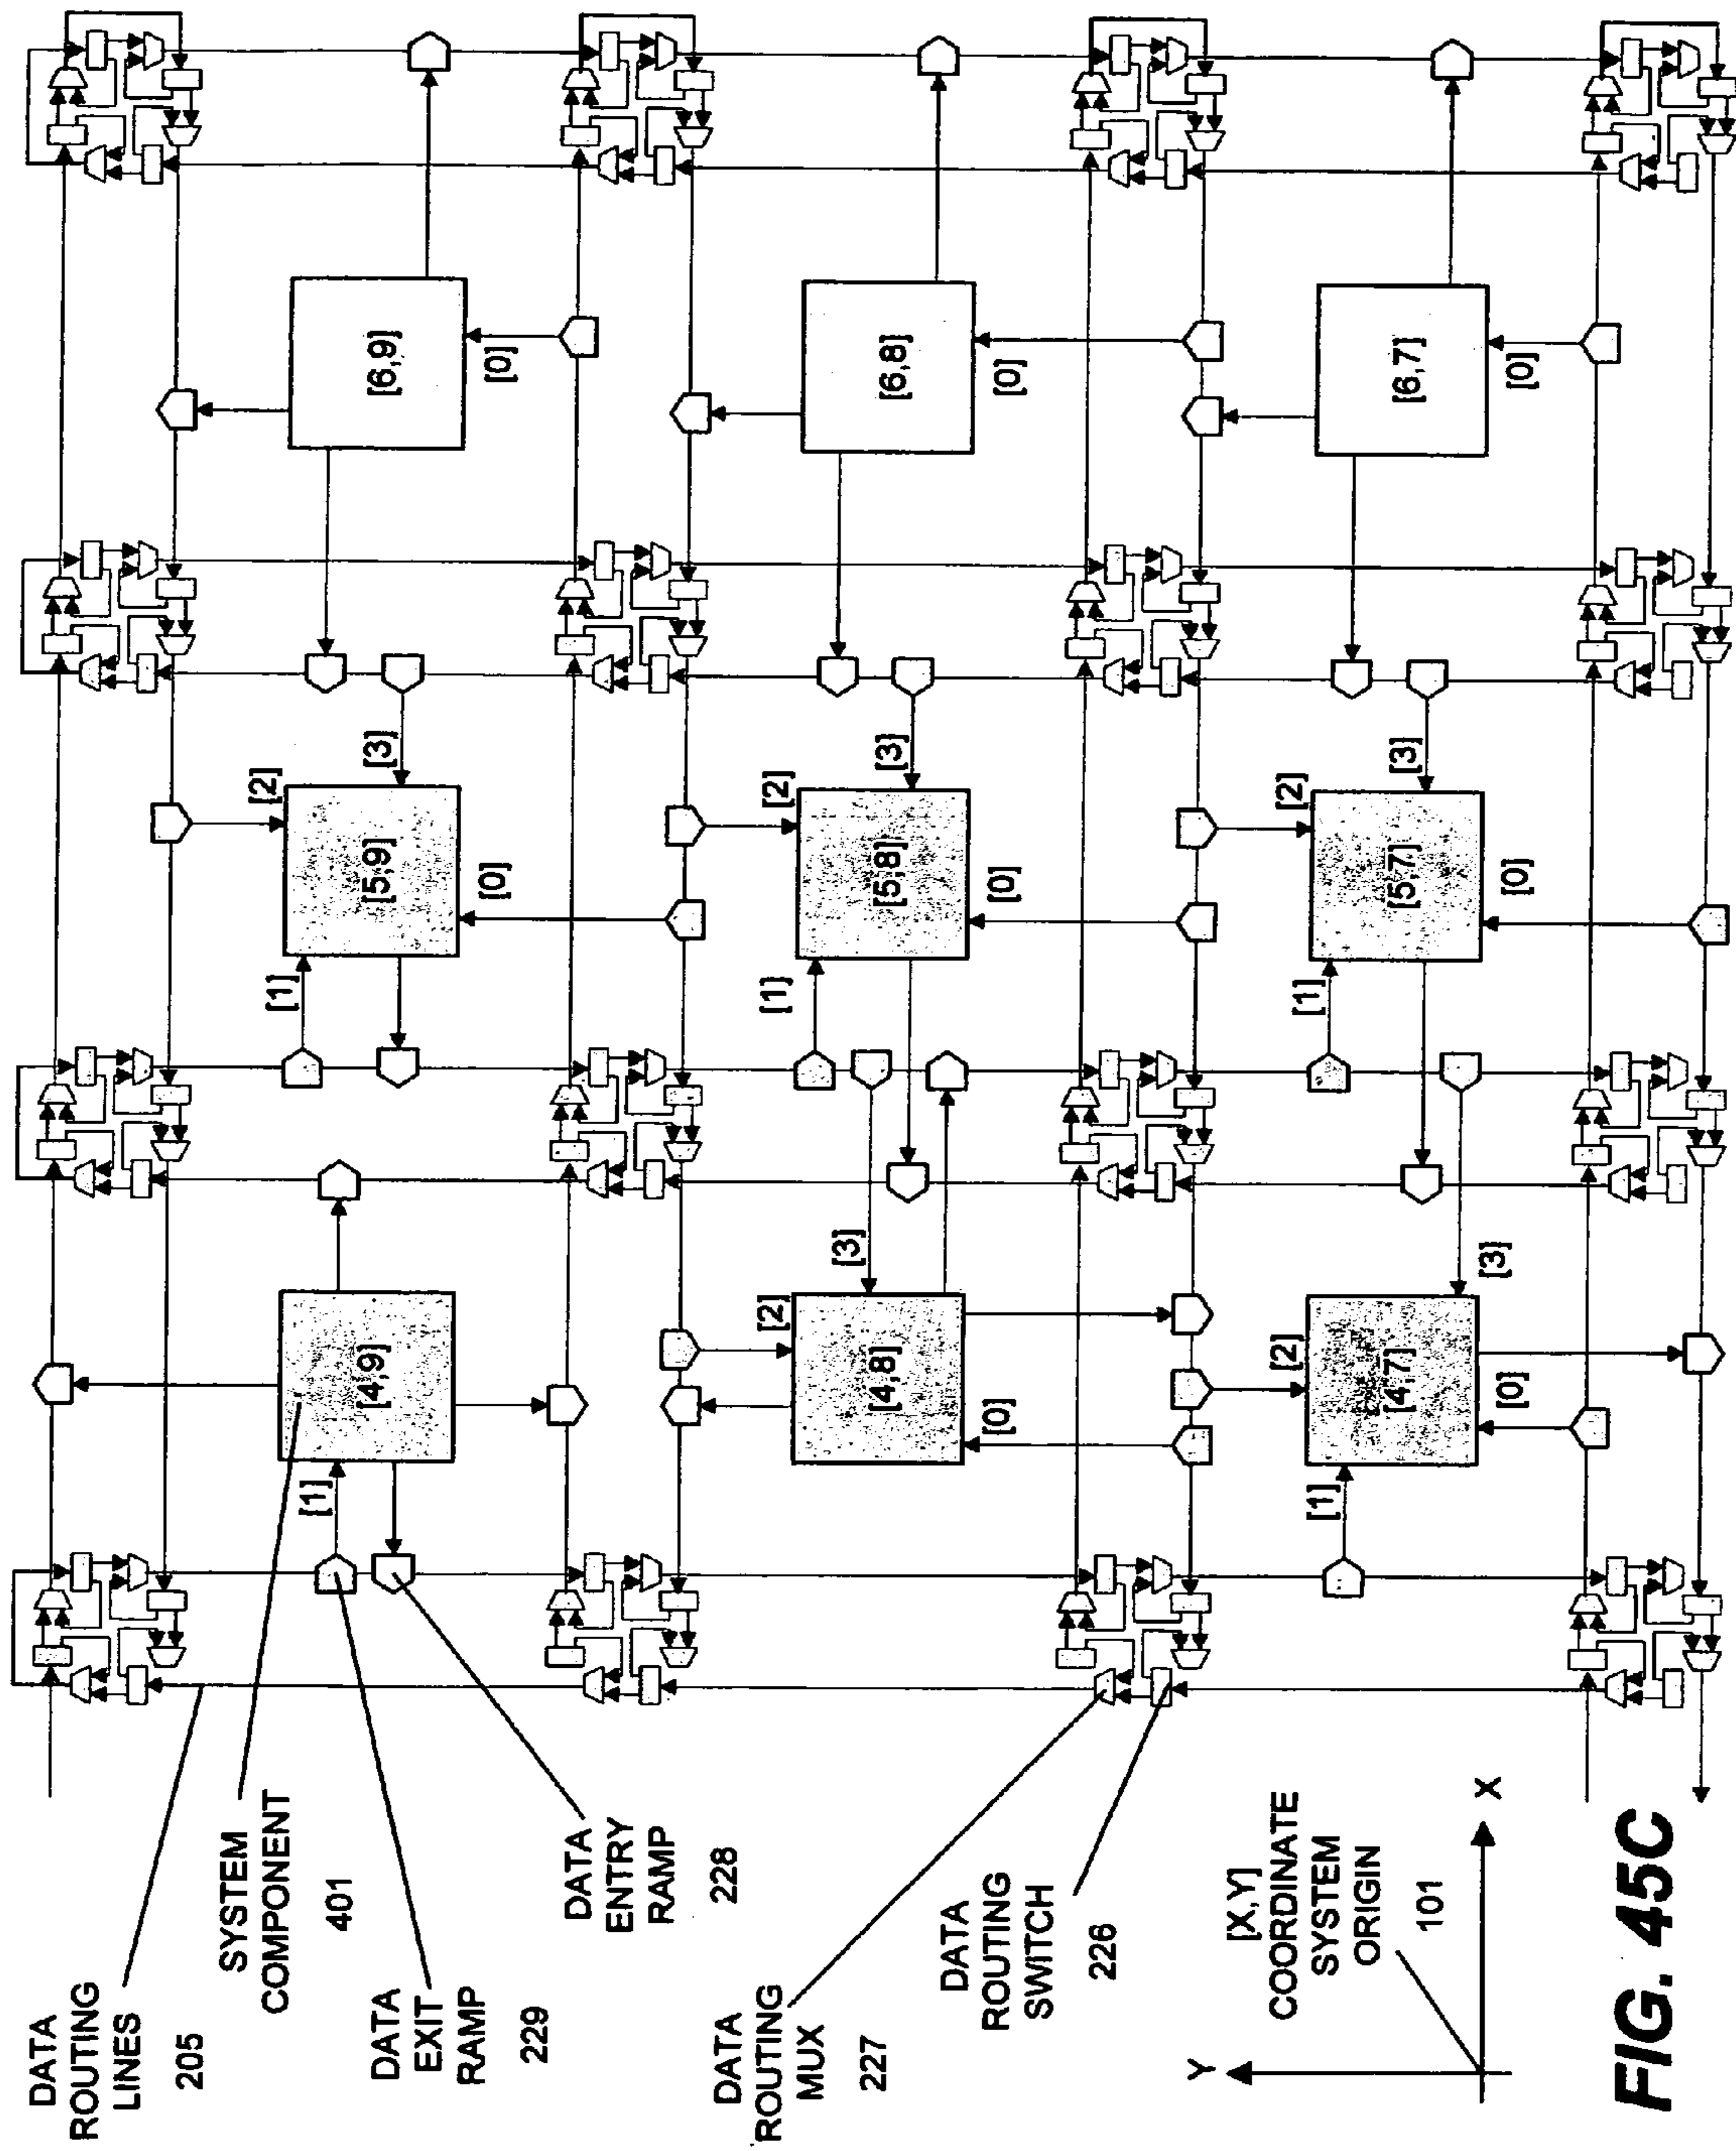 DATA
ROUTING
LINES
205
SYSTEM
COMPONENT
401
DATA
EXIT
RAMP
229
DATA
ENTRY
RAMP
228
DATA
ROUTING
MUX
227
DATA
ROUTING
SWITCH
226
[X,Y]
COORDINATE
SYSTEM
ORIGIN
101
Y
X
[1]
[4,9]
[1]
[2]
[5,9]
[3]
[0]
[6,9]
[0]
[2]
[4,8]
[3]
[0]
[1]
[2]
[5,8]
[3]
[0]
[6,8]
[0]
[1]
[2]
[4,7]
[3]
[0]
[1]
[2]
[5,7]
[3]
[0]
[6,7]
[0]
FIG. 45C